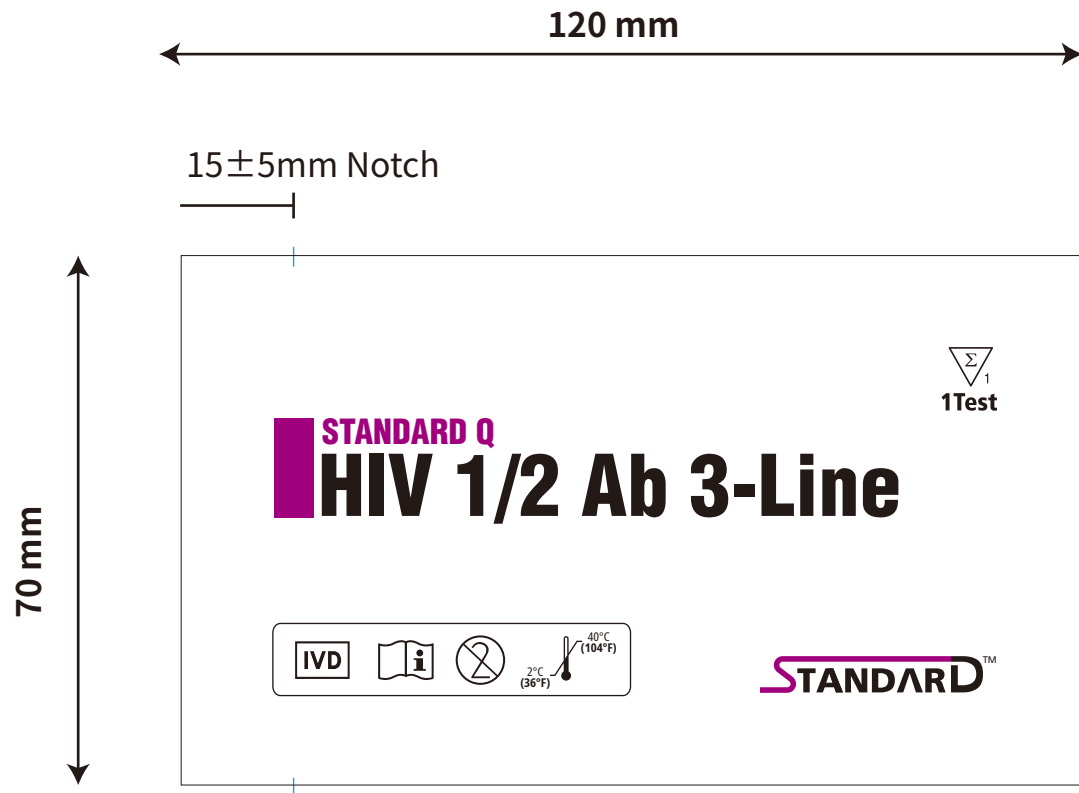 120 mm
15±5mm Notch
Σ
1
1Test
STANDARD Q
HIV 1/2 Ab 3-Line
70 mm
IVD
i
2
2°C
(36°F)
40°C
(104°F)
STANDARD™